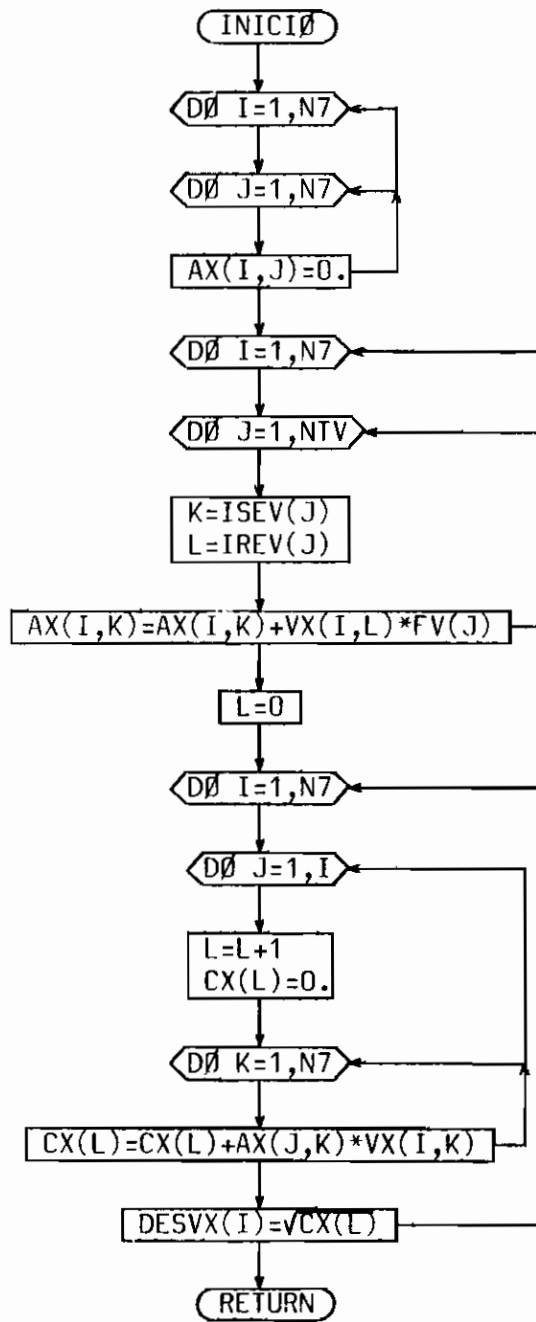 INICIØ
DØ I=1,N7
DØ J=1,N7
AX(I,J)=0.
DØ I=1,N7
DØ J=1,NTV
K=ISEV(J)
L=IREV(J)
AX(I,K)=AX(I,K)+VX(I,L)*FV(J)
L=0
DØ I=1,N7
DØ J=1,I
L=L+1
CX(L)=0.
DØ K=1,N7
CX(L)=CX(L)+AX(J,K)*VX(I,K)
DESVX(I)=√CX(L)
RETURN